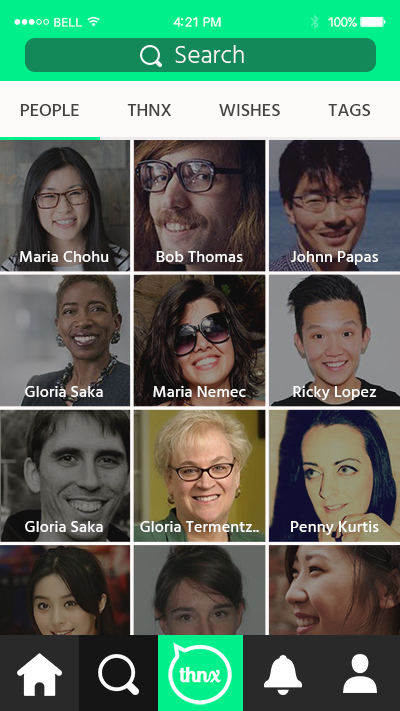 BELL 4:21 PM 100%
Search
PEOPLE THNX WISHES TAGS
Maria Chohu Bob Thomas Johnn Papas
Gloria Saka Maria Nemec Ricky Lopez
Gloria Saka Gloria Termentz.. Penny Kurtis
thnx